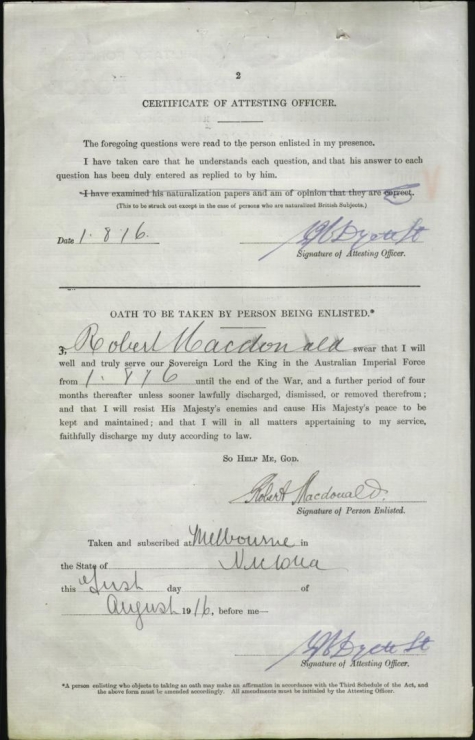 2
CERTIFICATE OF ATTESTING OFFICER.
The foregoing questions were read to the person enlisted in my presence.
I have taken care that he understands each question, and that his answer to each
question has been duly entered as replied to by him.
*I have examined his naturalization papers and am of opinion that they are correct.
(This to be struck out except in the case of persons who are naturalized British Subjects.)
Date 1.8.16.
Signature of Attesting Officer.
OATH TO BE TAKEN BY PERSON BEING ENLISTED.*
I, Robert Macdonald swear that I will
well and truly serve our Sovereign Lord the King in the Australian Imperial Force
from 1.8.16 until the end of the War, and a further period of four
months thereafter unless sooner lawfully discharged, dismissed, or removed therefrom;
and that I will resist His Majesty's enemies and cause His Majesty's peace to be
kept and maintained; and that I will in all matters appertaining to my service,
faithfully discharge my duty according to law.
SO HELP ME, GOD.
Robert Macdonald.
Signature of Person Enlisted.
Taken and subscribed at Melbourne in
the State of Victoria
this First day of
August 1916, before me—
Signature of Attesting Officer.
*A person enlisting who objects to taking an oath may make an affirmation in accordance with the Third Schedule of the Act, and
the above form must be amended accordingly. All amendments must be initialed by the Attesting Officer.